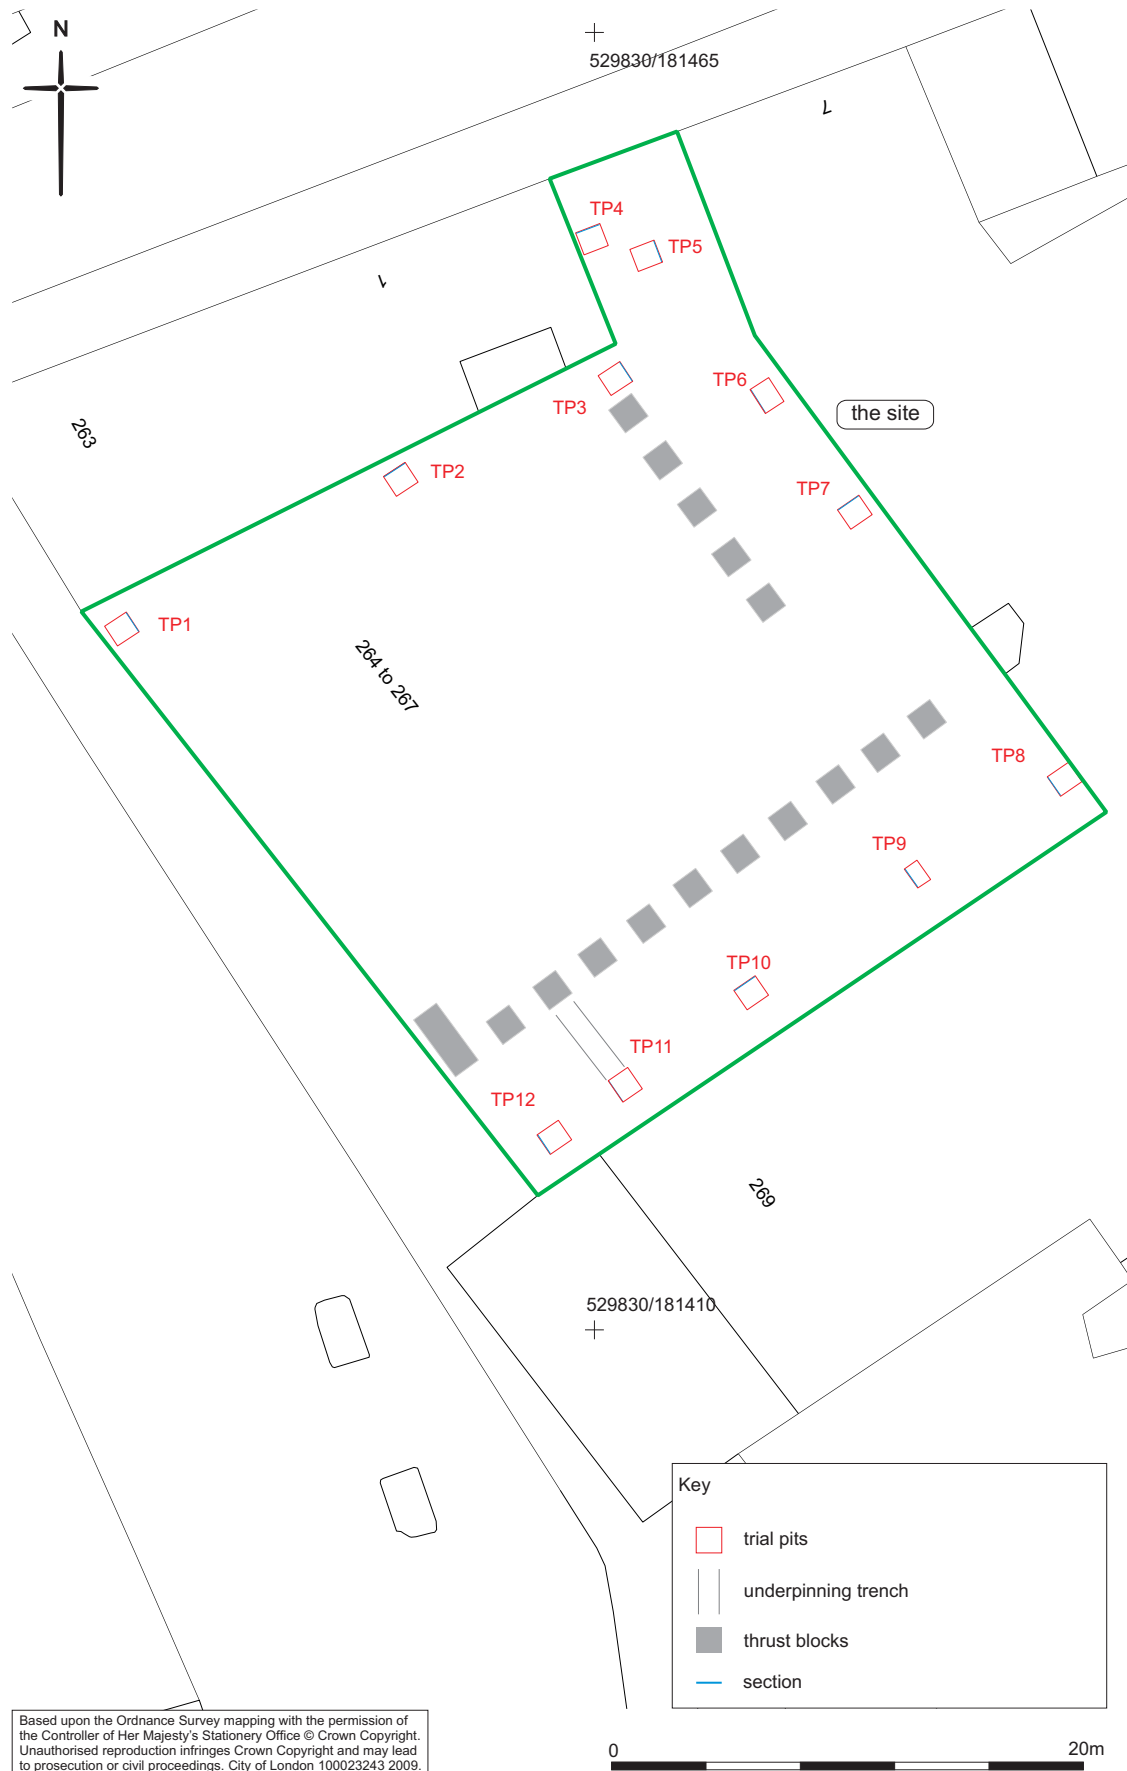 N
529830/181465
7
TP4
TP5
1
TP6
TP3
the site
263
TP2
TP7
TP1
264 to 267
TP8
TP9
TP10
TP11
TP12
269
529830/181410
Key
trial pits
underpinning trench
thrust blocks
section
Based upon the Ordnance Survey mapping with the permission of
the Controller of Her Majesty's Stationery Office © Crown Copyright.
Unauthorised reproduction infringes Crown Copyright and may lead
to prosecution or civil proceedings. City of London 100023243 2009.
0
20m